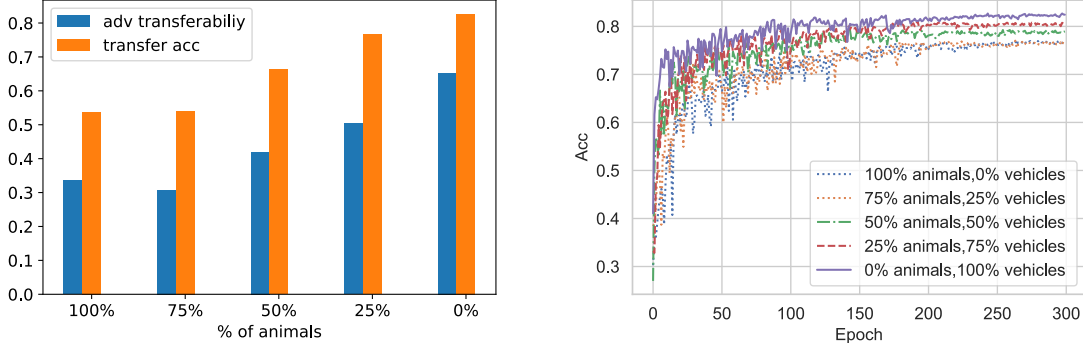 adv transferabiliy
transfer acc
0.8
0.7
0.6
0.5
0.4
0.3
0.2
0.1
0.0
100%
75%
50%
25%
0%
% of animals
Acc
0.8
0.7
0.6
0.5
0.4
0.3
100% animals,0% vehicles
75% animals,25% vehicles
50% animals,50% vehicles
25% animals,75% vehicles
0% animals,100% vehicles
0
50
100
150
200
250
300
Epoch